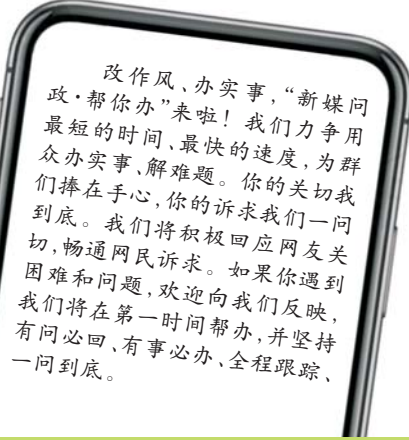 改作风、办实事，“新媒问
政·帮你办”来啦！我们力争用
最短的时间、最快的速度，为群
众办实事、解难题。你的关切我
们捧在手心，你的诉求我们一问
到底。我们将积极回应网友关
切，畅通网民诉求。如果你遇到
困难和问题，欢迎向我们反映，
我们将在第一时间帮办，并坚持
有问必回、有事必办、全程跟踪、
一问到底。